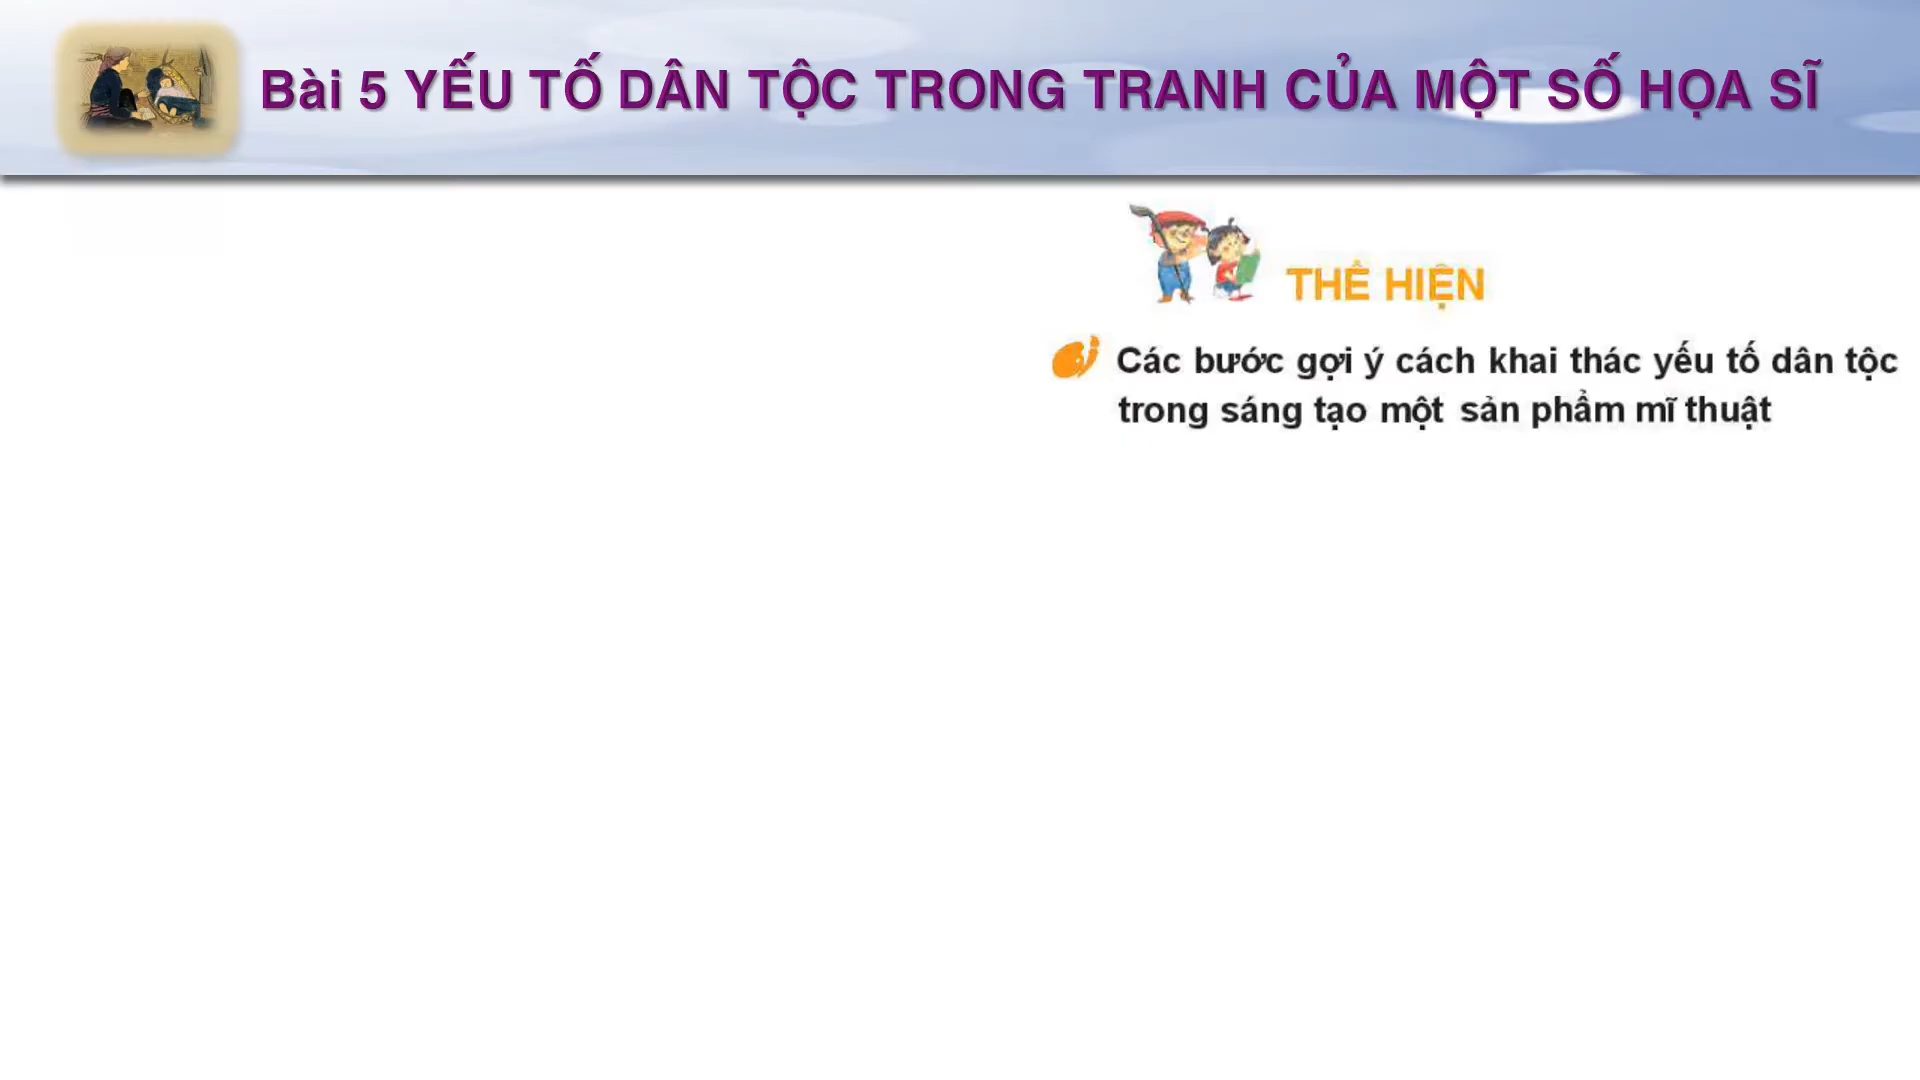 Bài 5 YẾU TỐ DÂN TỘC TRONG TRANH CỦA MỘT SỐ HỌA SĨ
THỂ HIỆN
Các bước gợi ý cách khai thác yếu tố dân tộc
trong sáng tạo một sản phẩm mĩ thuật